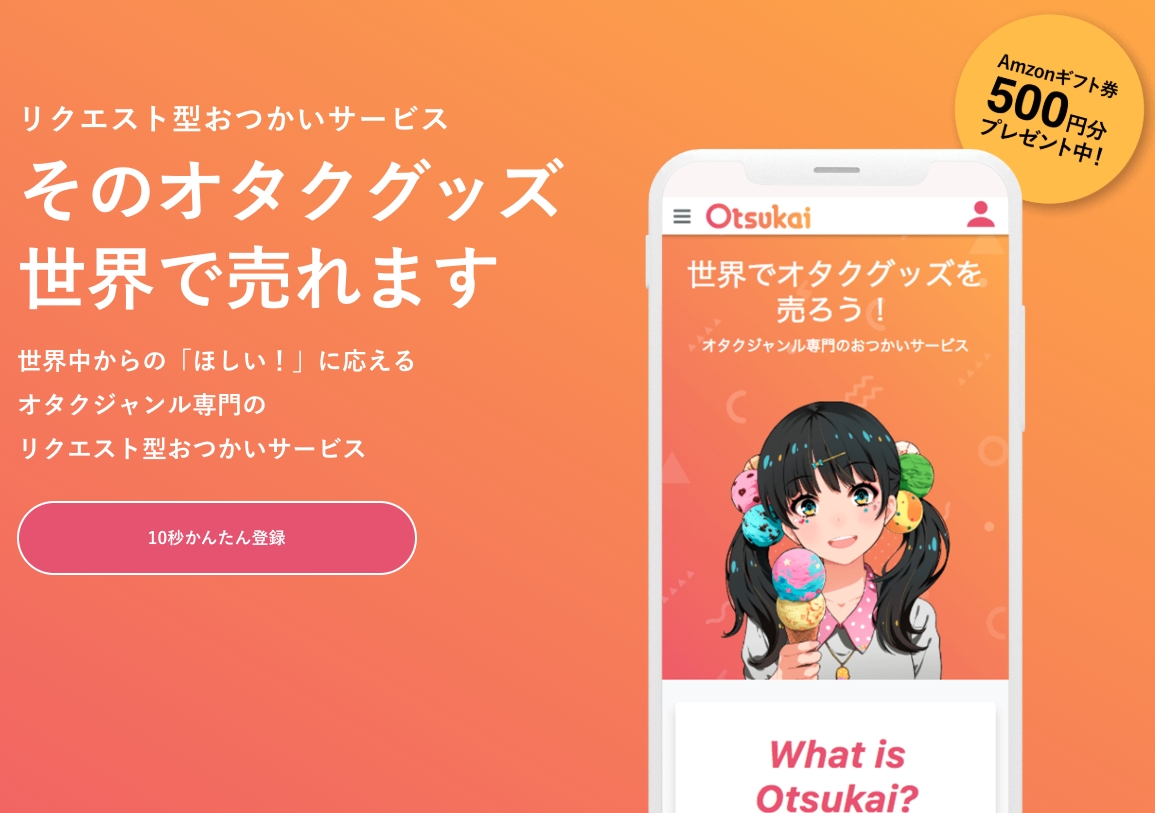 リクエスト型おつかいサービス
そのオタクグッズ
世界で売れます
世界中からの「ほしい！」に応える
オタクジャンル専門の
リクエスト型おつかいサービス
10秒かんたん登録
Amzonギフト券
500円分
プレゼント中！
Otsukai
世界でオタクグッズを
売ろう！
オタクジャンル専門のおつかいサービス
What is
Otsukai?